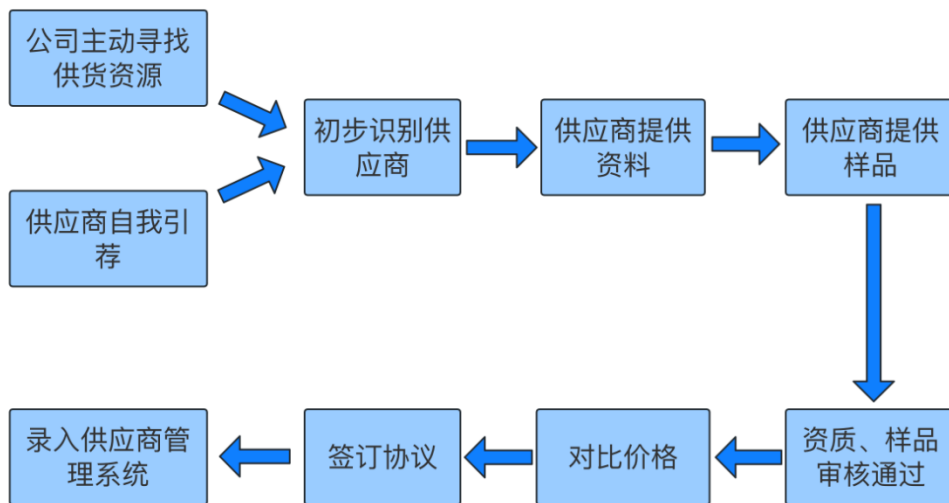 公司主动寻找
供货资源
供应商自我引
荐
初步识别供
应商
供应商提供
资料
供应商提供
样品
资质、样品
审核通过
对比价格
签订协议
录入供应商管
理系统